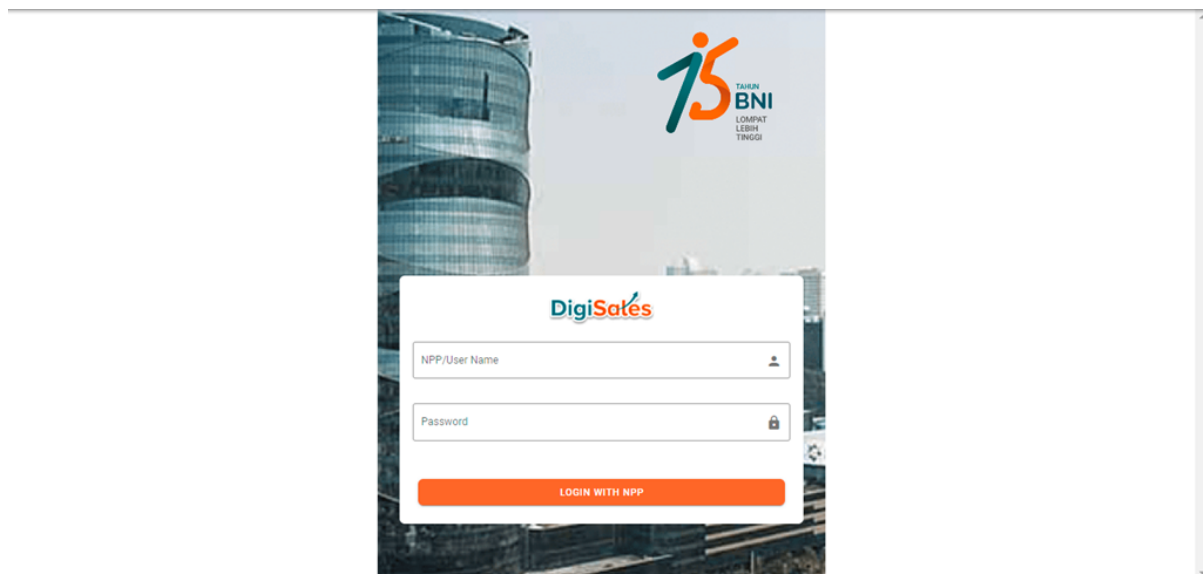 75
TAHUN
BNI
LOMPAT
LEBIH
TINGGI
DigiSales
NPP/User Name
Password
LOGIN WITH NPP